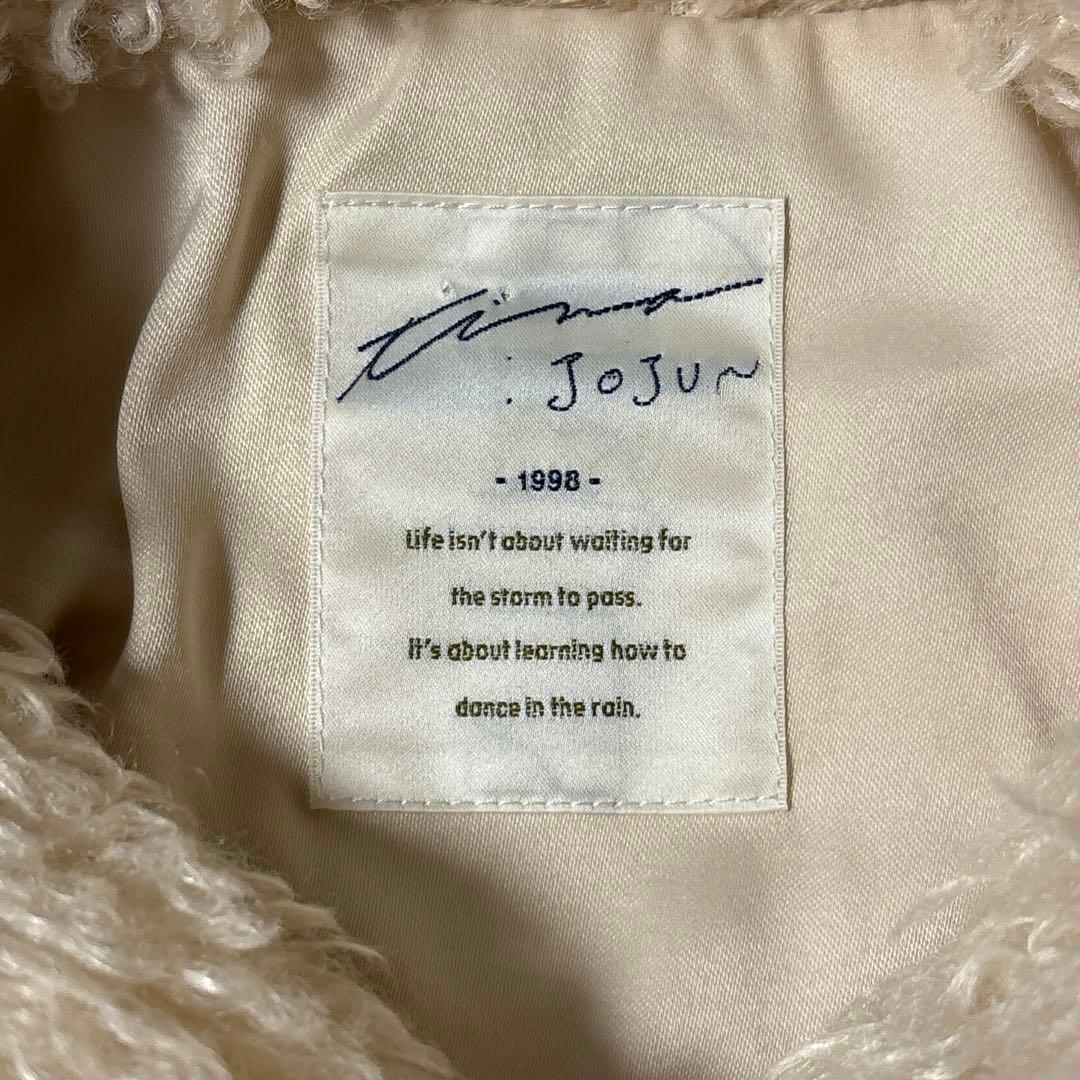 tina
: JOJUN
- 1998 -
Life isn't about waiting for
the storm to pass.
It's about learning how to
dance in the rain.